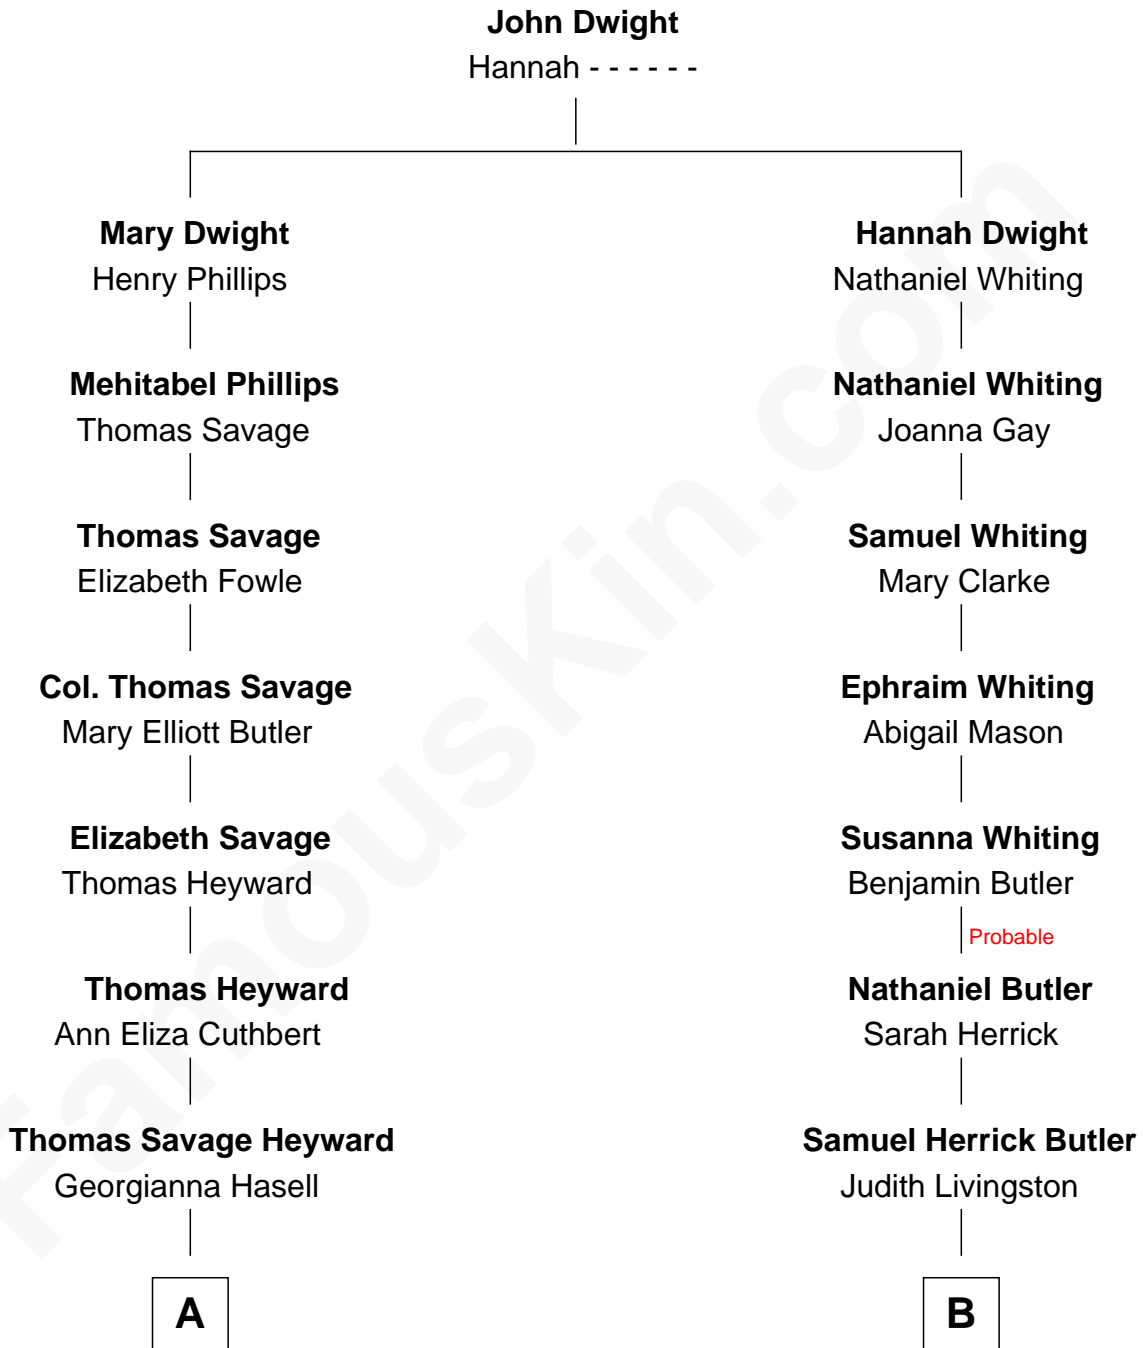 John Dwight
Hannah - - - - - -
Mary Dwight
Henry Phillips
Hannah Dwight
Nathaniel Whiting
Mehitabel Phillips
Thomas Savage
Nathaniel Whiting
Joanna Gay
Thomas Savage
Elizabeth Fowle
Samuel Whiting
Mary Clarke
Col. Thomas Savage
Mary Elliott Butler
Ephraim Whiting
Abigail Mason
Elizabeth Savage
Thomas Heyward
Susanna Whiting
Benjamin Butler
Probable
Thomas Heyward
Ann Eliza Cuthbert
Nathaniel Butler
Sarah Herrick
Thomas Savage Heyward
Georgianna Hasell
Samuel Herrick Butler
Judith Livingston
A
B
FamousKin.com